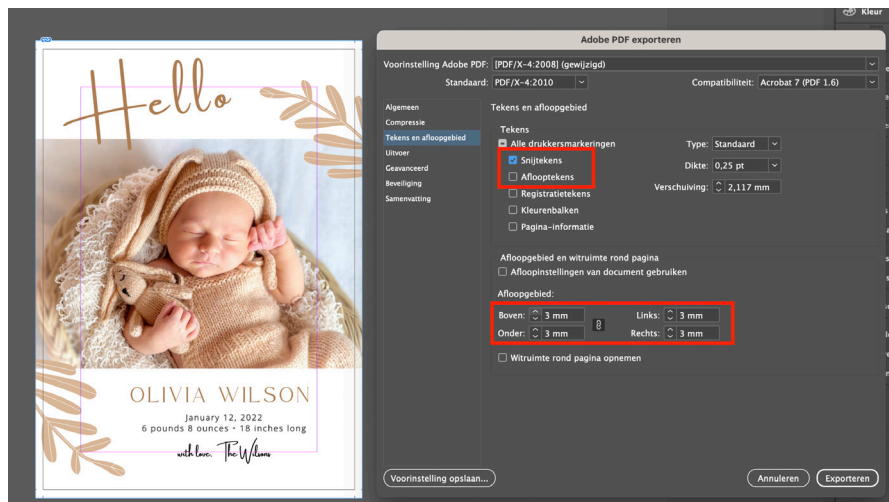 Kleur
Adobe PDF exporteren
Voorinstelling Adobe PDF: [PDF/X-4:2008] (gewijzigd)
Standaard: PDF/X-4:2010 Compatibiliteit: Acrobat 7 (PDF 1.6)
Algemeen
Compressie
Tekens en afloopgebied
Uitvoer
Geavanceerd
Beveiliging
Samenvatting
Tekens en afloopgebied
Tekens
Alle drukkersmarkeringen Type: Standaard
Snijtekens Dikte: 0,25 pt
Aflooptekens Verschuiving: 2,117 mm
Registratietekens
Kleurenbalken
Pagina-informatie
Afloopgebied en witruimte rond pagina
Afloopinstellingen van document gebruiken
Afloopgebied:
Boven: 3 mm Links: 3 mm
Onder: 3 mm Rechts: 3 mm
Witruimte rond pagina opnemen
Voorinstelling opslaan... Annuleren Exporteren
Hello
OLIVIA WILSON
January 12, 2022
6 pounds 8 ounces • 18 inches long
with love, The Wilsons